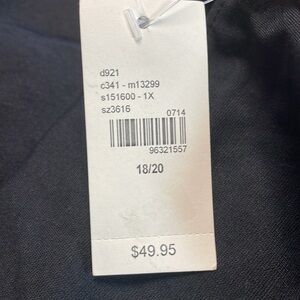 d921
c341 - m13299
s151600 - 1X
sz3616
0714
96321557
18/20
$49.95